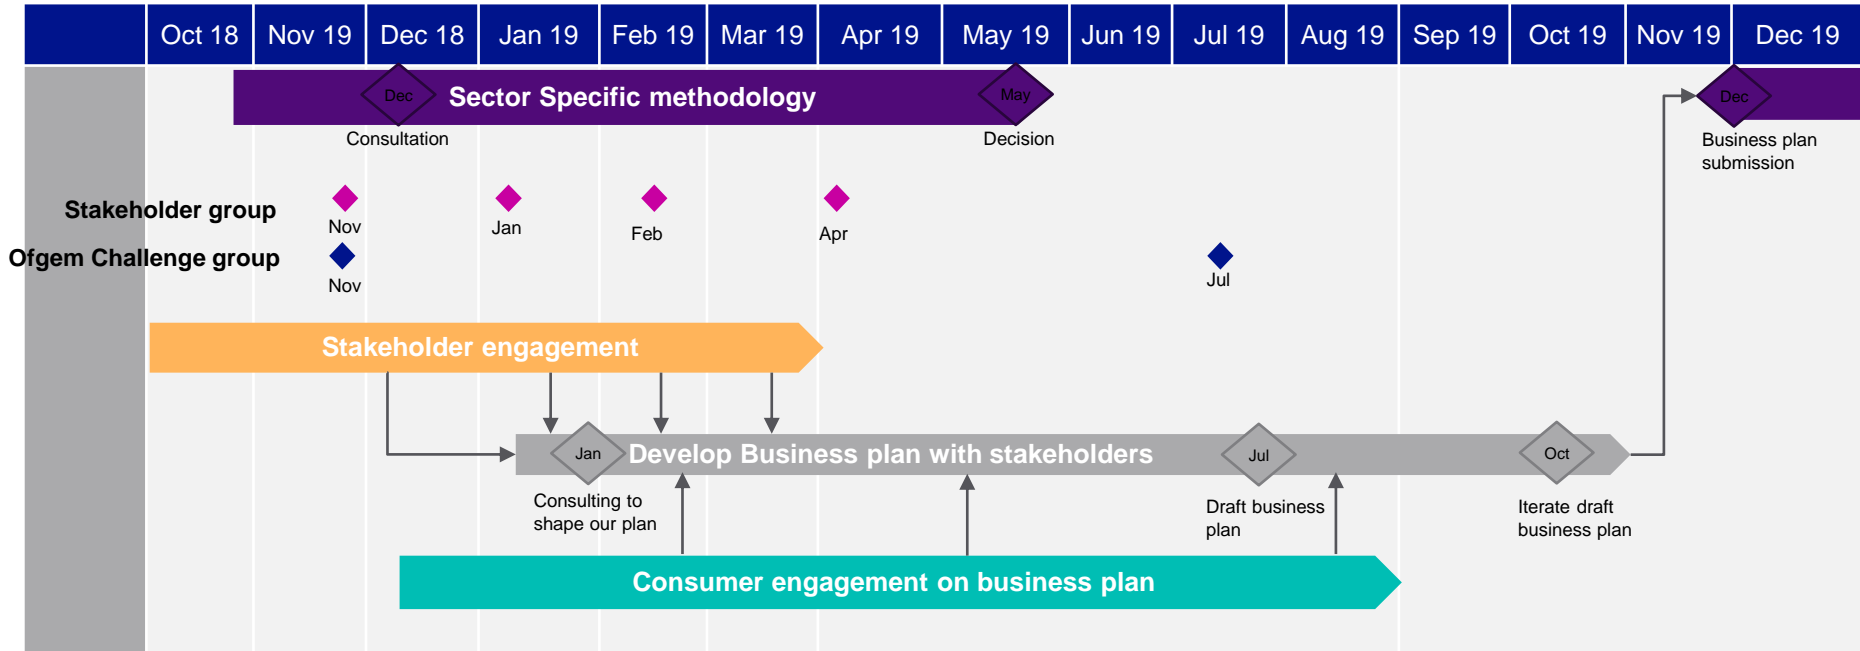 Oct 18 Nov 19 Dec 18 Jan 19 Feb 19 Mar 19 Apr 19 May 19 Jun 19 Jul 19 Aug 19 Sep 19 Oct 19 Nov 19 Dec 19
Dec Sector Specific methodology May Dec
Consultation Decision Business plan
submission
Stakeholder group
Nov Jan Feb Apr
Ofgem Challenge group
Nov Jul
Stakeholder engagement
Jan Develop Business plan with stakeholders Jul Oct
Consulting to
shape our plan
Draft business
plan
Iterate draft
business plan
Consumer engagement on business plan